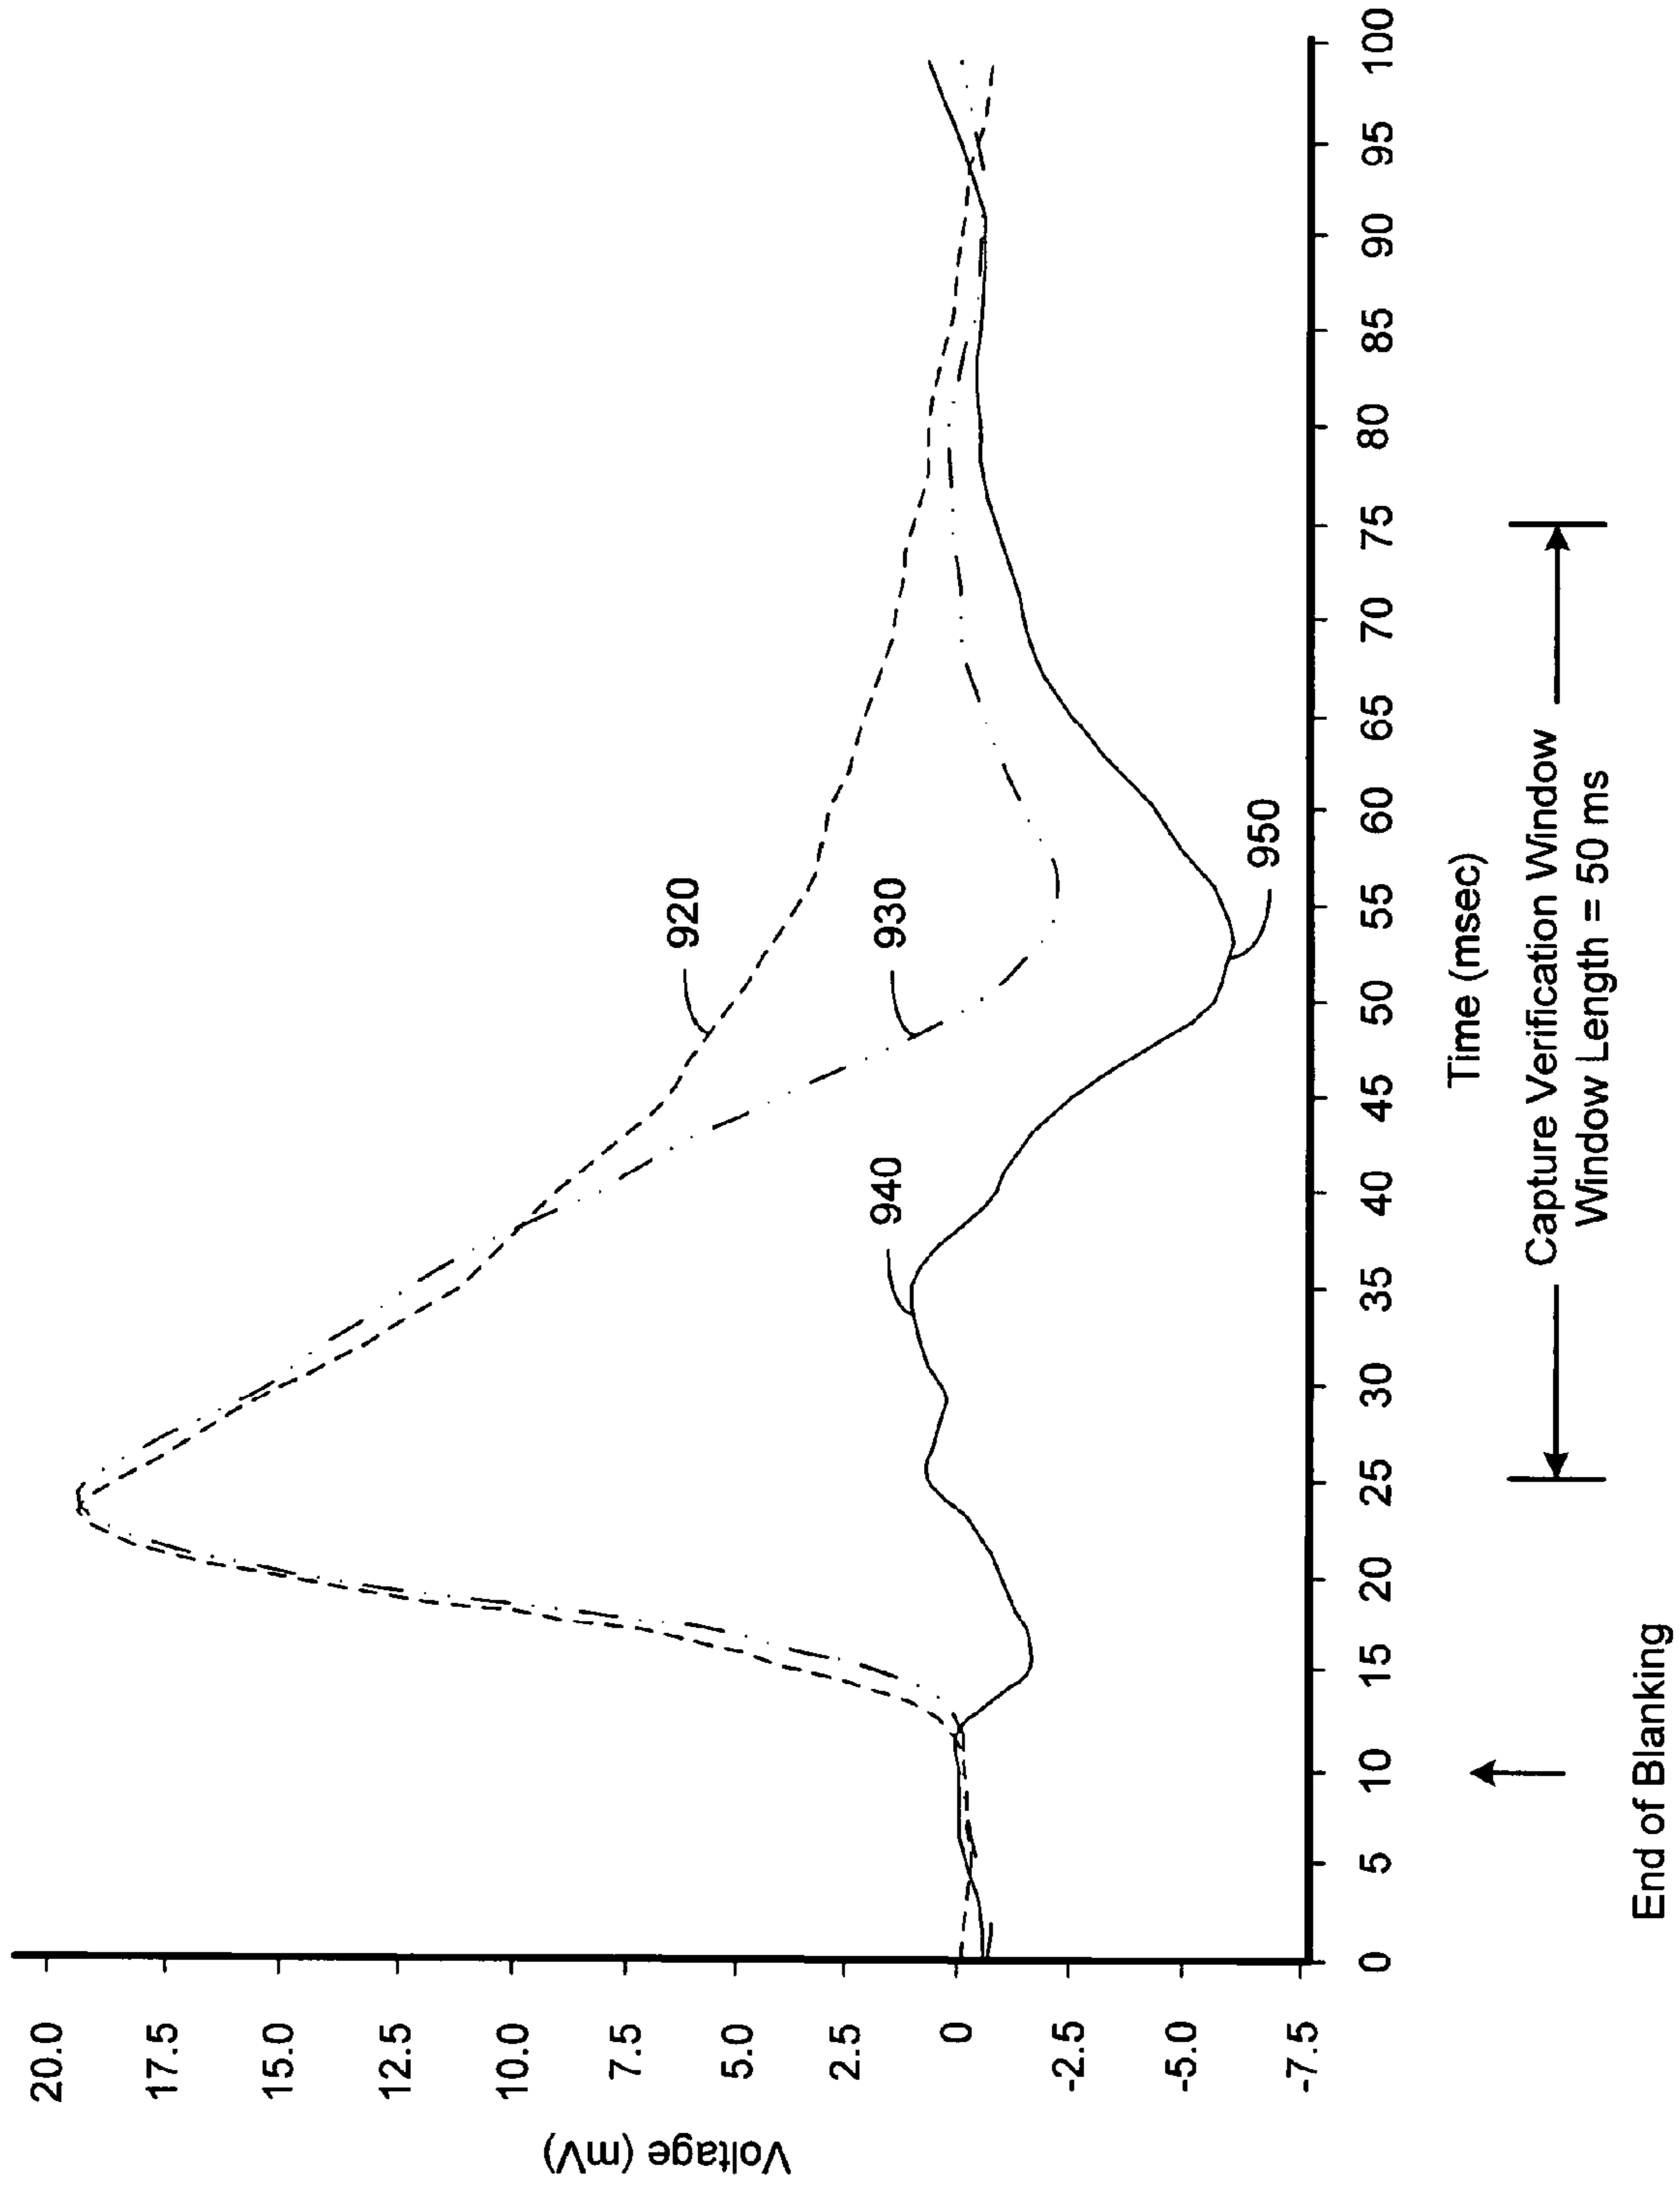 Voltage (mV)
20.0
17.5
15.0
12.5
10.0
7.5
5.0
2.5
0
-2.5
-5.0
-7.5
920
930
940
950
0 5 10 15 20 25 30 35 40 45 50 55 60 65 70 75 80 85 90 95 100
Time (msec)
End of Blanking
Capture Verification Window
Window Length = 50 ms